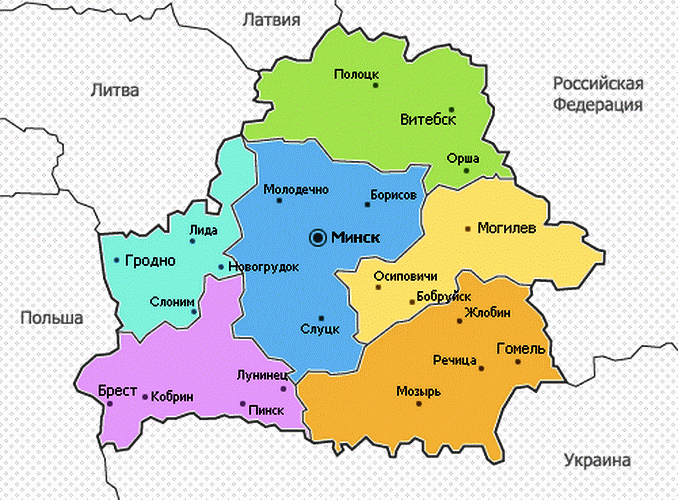 Латвия
Литва
Российская
Федерация
Полоцк
Витебск
Орша
Молодечно
Борисов
Лида
Могилев
Минск
Гродно
Новогрудок
Осиповичи
Бобруйск
Слоним
Жлобин
Польша
Слуцк
Гомель
Речица
Лунинец
Брест
Кобрин
Мозырь
Пинск
Украина